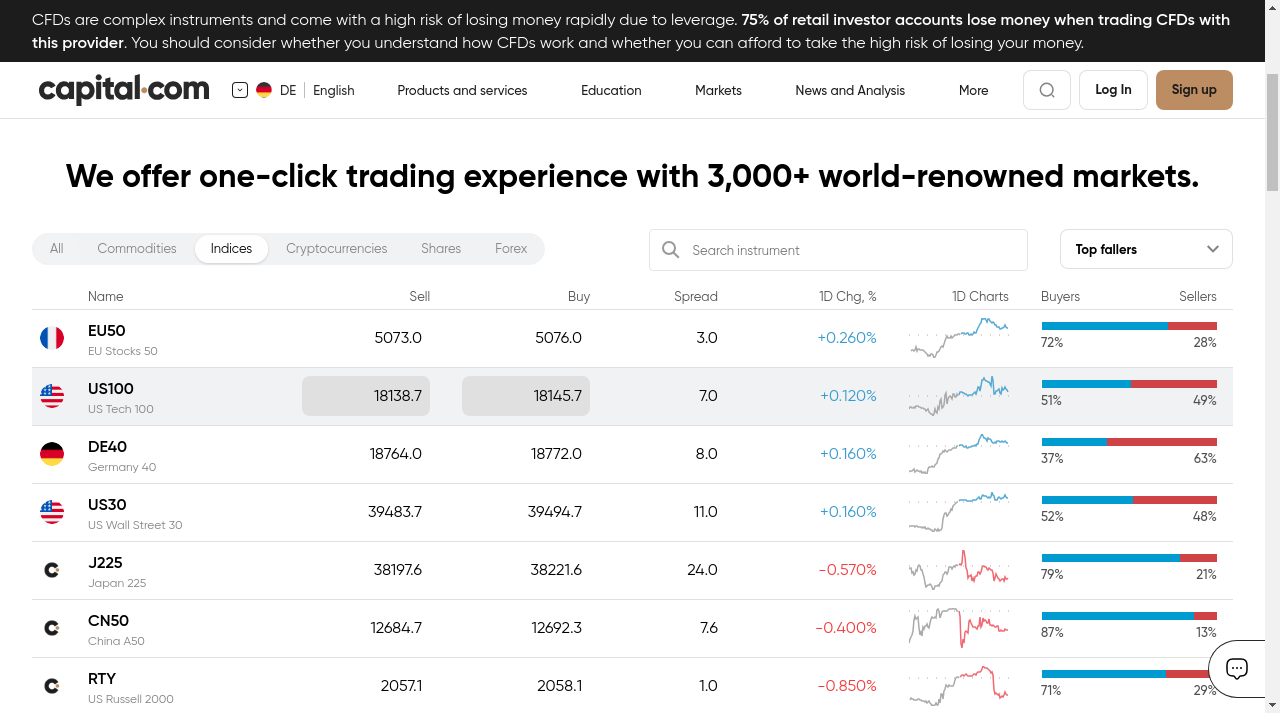 CFDs are complex instruments and come with a high risk of losing money rapidly due to leverage. 75% of retail investor accounts lose money when trading CFDs with
this provider. You should consider whether you understand how CFDs work and whether you can afford to take the high risk of losing your money.
capital.com DE English Products and services Education Markets News and Analysis More Log In Sign up
We offer one-click trading experience with 3,000+ world-renowned markets.
All Commodities Indices Cryptocurrencies Shares Forex Search instrument Top fallers
Name Sell Buy Spread 1D Chg, % 1D Charts Buyers Sellers
EU50 5073.0 5076.0 3.0 +0.260% 72% 28%
EU Stocks 50
US100 18138.7 18145.7 7.0 +0.120% 51% 49%
US Tech 100
DE40 18764.0 18772.0 8.0 +0.160% 37% 63%
Germany 40
US30 39483.7 39494.7 11.0 +0.160% 52% 48%
US Wall Street 30
J225 38197.6 38221.6 24.0 -0.570% 79% 21%
Japan 225
CN50 12684.7 12692.3 7.6 -0.400% 87% 13%
China A50
RTY 2057.1 2058.1 1.0 -0.850% 71% 29%
US Russell 2000